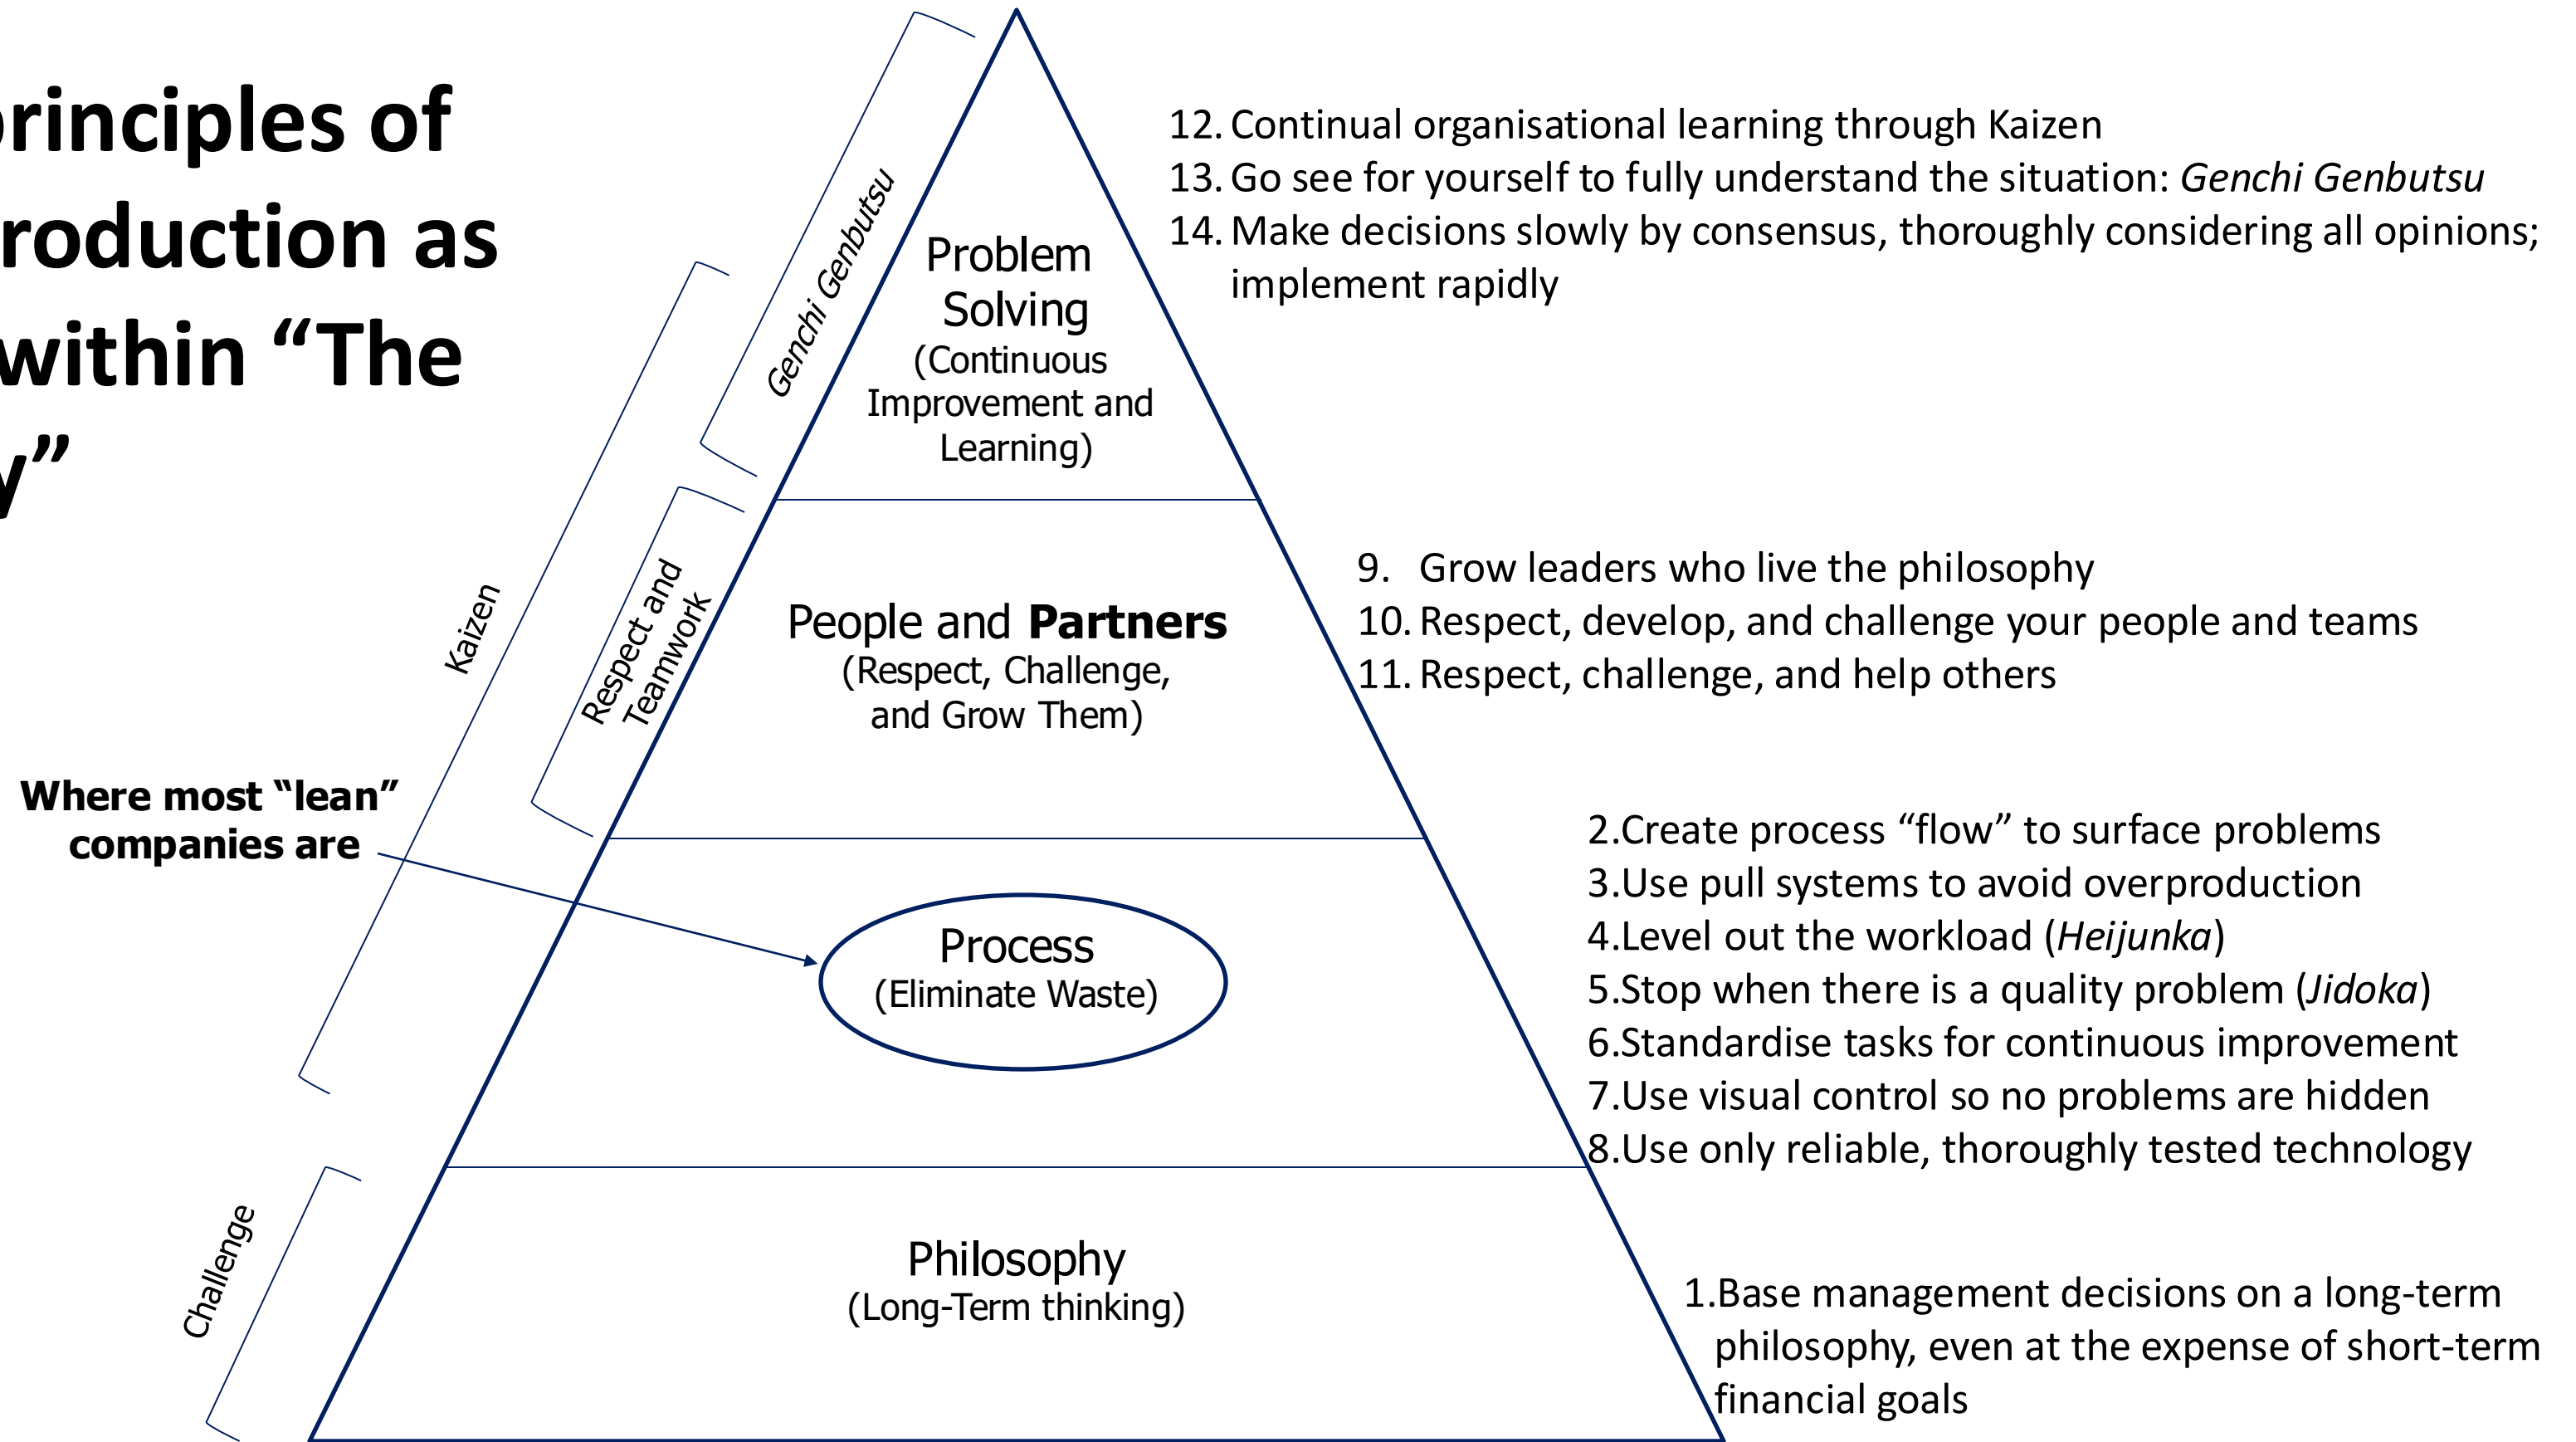 principles of
roduction as
within “The
y”
12. Continual organisational learning through Kaizen
13. Go see for yourself to fully understand the situation: Genchi Genbutsu
14. Make decisions slowly by consensus, thoroughly considering all opinions;
implement rapidly
Genchi Genbutsu
Problem
Solving
(Continuous
Improvement and
Learning)
Kaizen
Respect and
Teamwork
People and Partners
(Respect, Challenge,
and Grow Them)
9. Grow leaders who live the philosophy
10. Respect, develop, and challenge your people and teams
11. Respect, challenge, and help others
Where most “lean”
companies are
Process
(Eliminate Waste)
2.Create process “flow” to surface problems
3.Use pull systems to avoid overproduction
4.Level out the workload (Heijunka)
5.Stop when there is a quality problem (Jidoka)
6.Standardise tasks for continuous improvement
7.Use visual control so no problems are hidden
8.Use only reliable, thoroughly tested technology
Challenge
Philosophy
(Long-Term thinking)
1.Base management decisions on a long-term
philosophy, even at the expense of short-term
financial goals